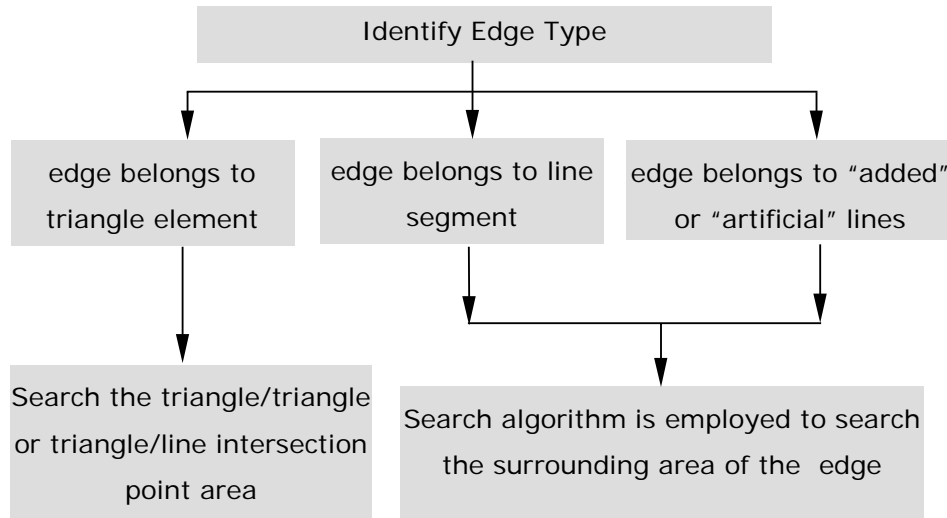 Identify Edge Type
edge belongs to
triangle element
edge belongs to line
segment
edge belongs to “added”
or “artificial” lines
Search the triangle/triangle
or triangle/line intersection
point area
Search algorithm is employed to search
the surrounding area of the edge